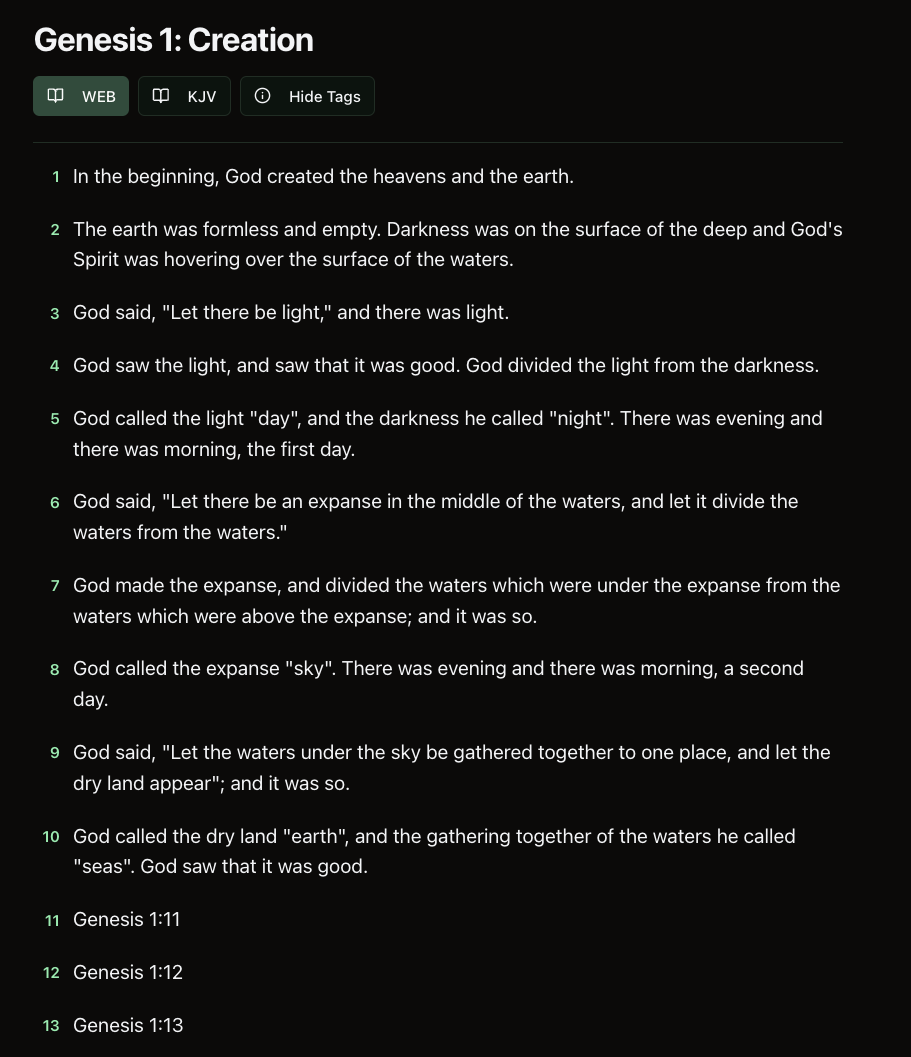 Genesis 1: Creation
WEB KJV Hide Tags
1 In the beginning, God created the heavens and the earth.
2 The earth was formless and empty. Darkness was on the surface of the deep and God's
Spirit was hovering over the surface of the waters.
3 God said, "Let there be light," and there was light.
4 God saw the light, and saw that it was good. God divided the light from the darkness.
5 God called the light "day", and the darkness he called "night". There was evening and
there was morning, the first day.
6 God said, "Let there be an expanse in the middle of the waters, and let it divide the
waters from the waters."
7 God made the expanse, and divided the waters which were under the expanse from the
waters which were above the expanse; and it was so.
8 God called the expanse "sky". There was evening and there was morning, a second
day.
9 God said, "Let the waters under the sky be gathered together to one place, and let the
dry land appear"; and it was so.
10 God called the dry land "earth", and the gathering together of the waters he called
"seas". God saw that it was good.
11 Genesis 1:11
12 Genesis 1:12
13 Genesis 1:13